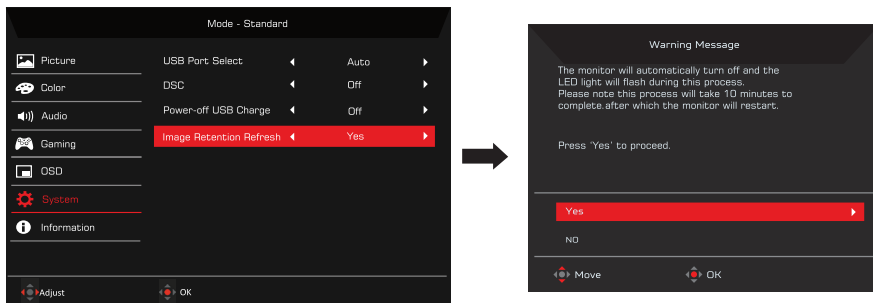 Mode - Standard
Picture
USB Port Select Auto
Color
DSC Off
Audio
Power-off USB Charge Off
Gaming
Image Retention Refresh Yes
OSD
System
Information
Adjust OK
Warning Message
The monitor will automatically turn off and the
LED light will flash during this process.
Please note this process will take 10 minutes to
complete.after which the monitor will restart.
Press 'Yes' to proceed.
Yes
NO
Move OK